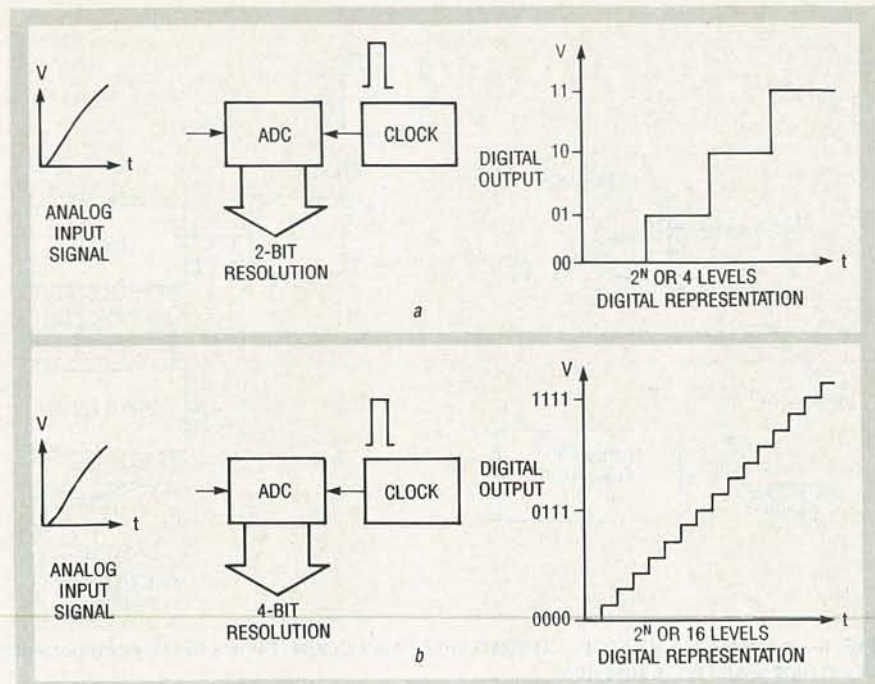 V
t
ANALOG
INPUT
SIGNAL
ADC
CLOCK
2-BIT
RESOLUTION
DIGITAL
OUTPUT
V
11
10
01
00
t
2ᴺ OR 4 LEVELS
DIGITAL REPRESENTATION
a
V
t
ANALOG
INPUT
SIGNAL
ADC
CLOCK
4-BIT
RESOLUTION
DIGITAL
OUTPUT
V
1111
0111
0000
t
2ᴺ OR 16 LEVELS
DIGITAL REPRESENTATION
b